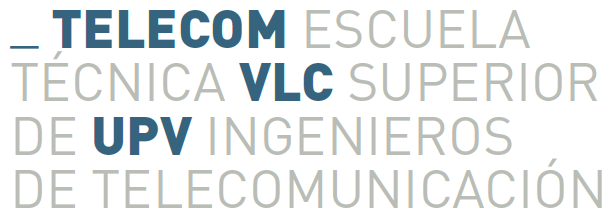 _ TELECOM ESCUELA
TÉCNICA VLC SUPERIOR
DE UPV INGENIEROS
DE TELECOMUNICACIÓN